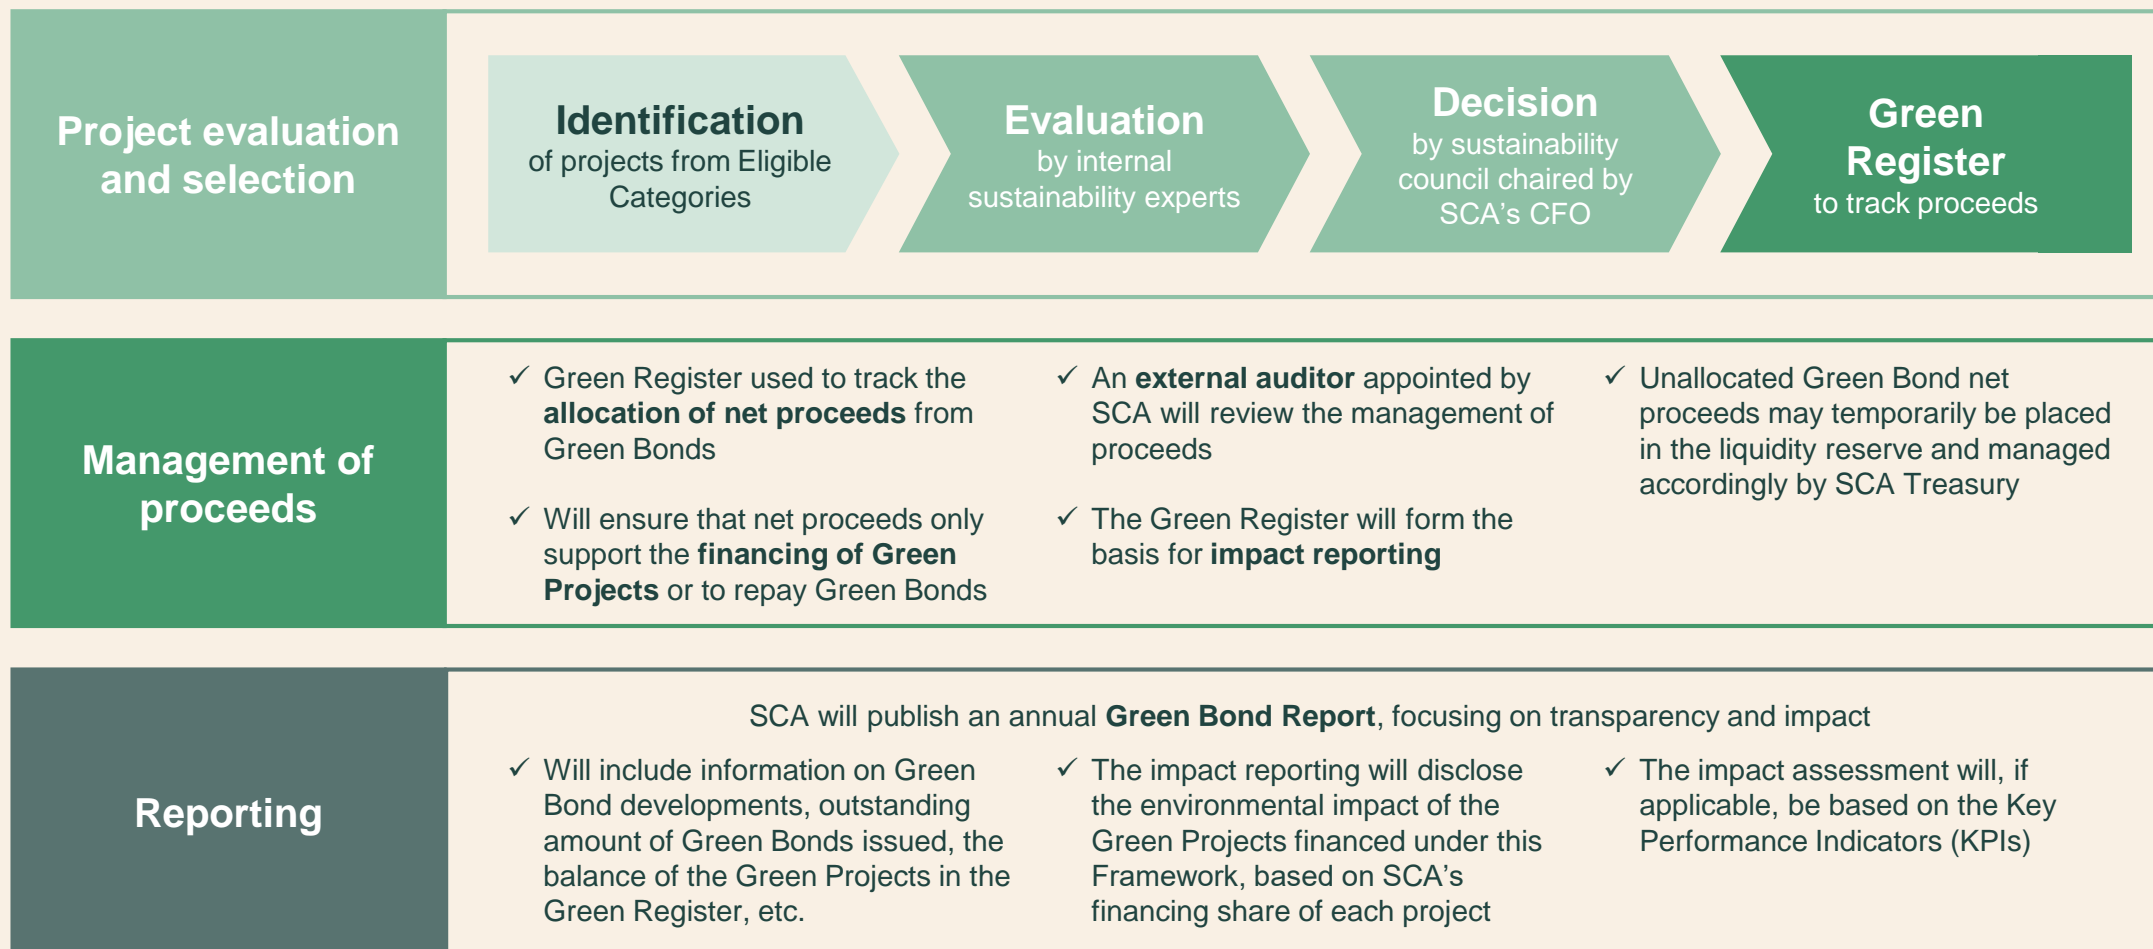 Project evaluation
and selection
Identification
of projects from Eligible
Categories
Evaluation
by internal
sustainability experts
Decision
by sustainability
council chaired by
SCA’s CFO
Green
Register
to track proceeds
Management of
proceeds
✓ Green Register used to track the
allocation of net proceeds from
Green Bonds
✓ Will ensure that net proceeds only
support the financing of Green
Projects or to repay Green Bonds
✓ An external auditor appointed by
SCA will review the management of
proceeds
✓ The Green Register will form the
basis for impact reporting
✓ Unallocated Green Bond net
proceeds may temporarily be placed
in the liquidity reserve and managed
accordingly by SCA Treasury
Reporting
SCA will publish an annual Green Bond Report, focusing on transparency and impact
✓ Will include information on Green
Bond developments, outstanding
amount of Green Bonds issued, the
balance of the Green Projects in the
Green Register, etc.
✓ The impact reporting will disclose
the environmental impact of the
Green Projects financed under this
Framework, based on SCA’s
financing share of each project
✓ The impact assessment will, if
applicable, be based on the Key
Performance Indicators (KPIs)